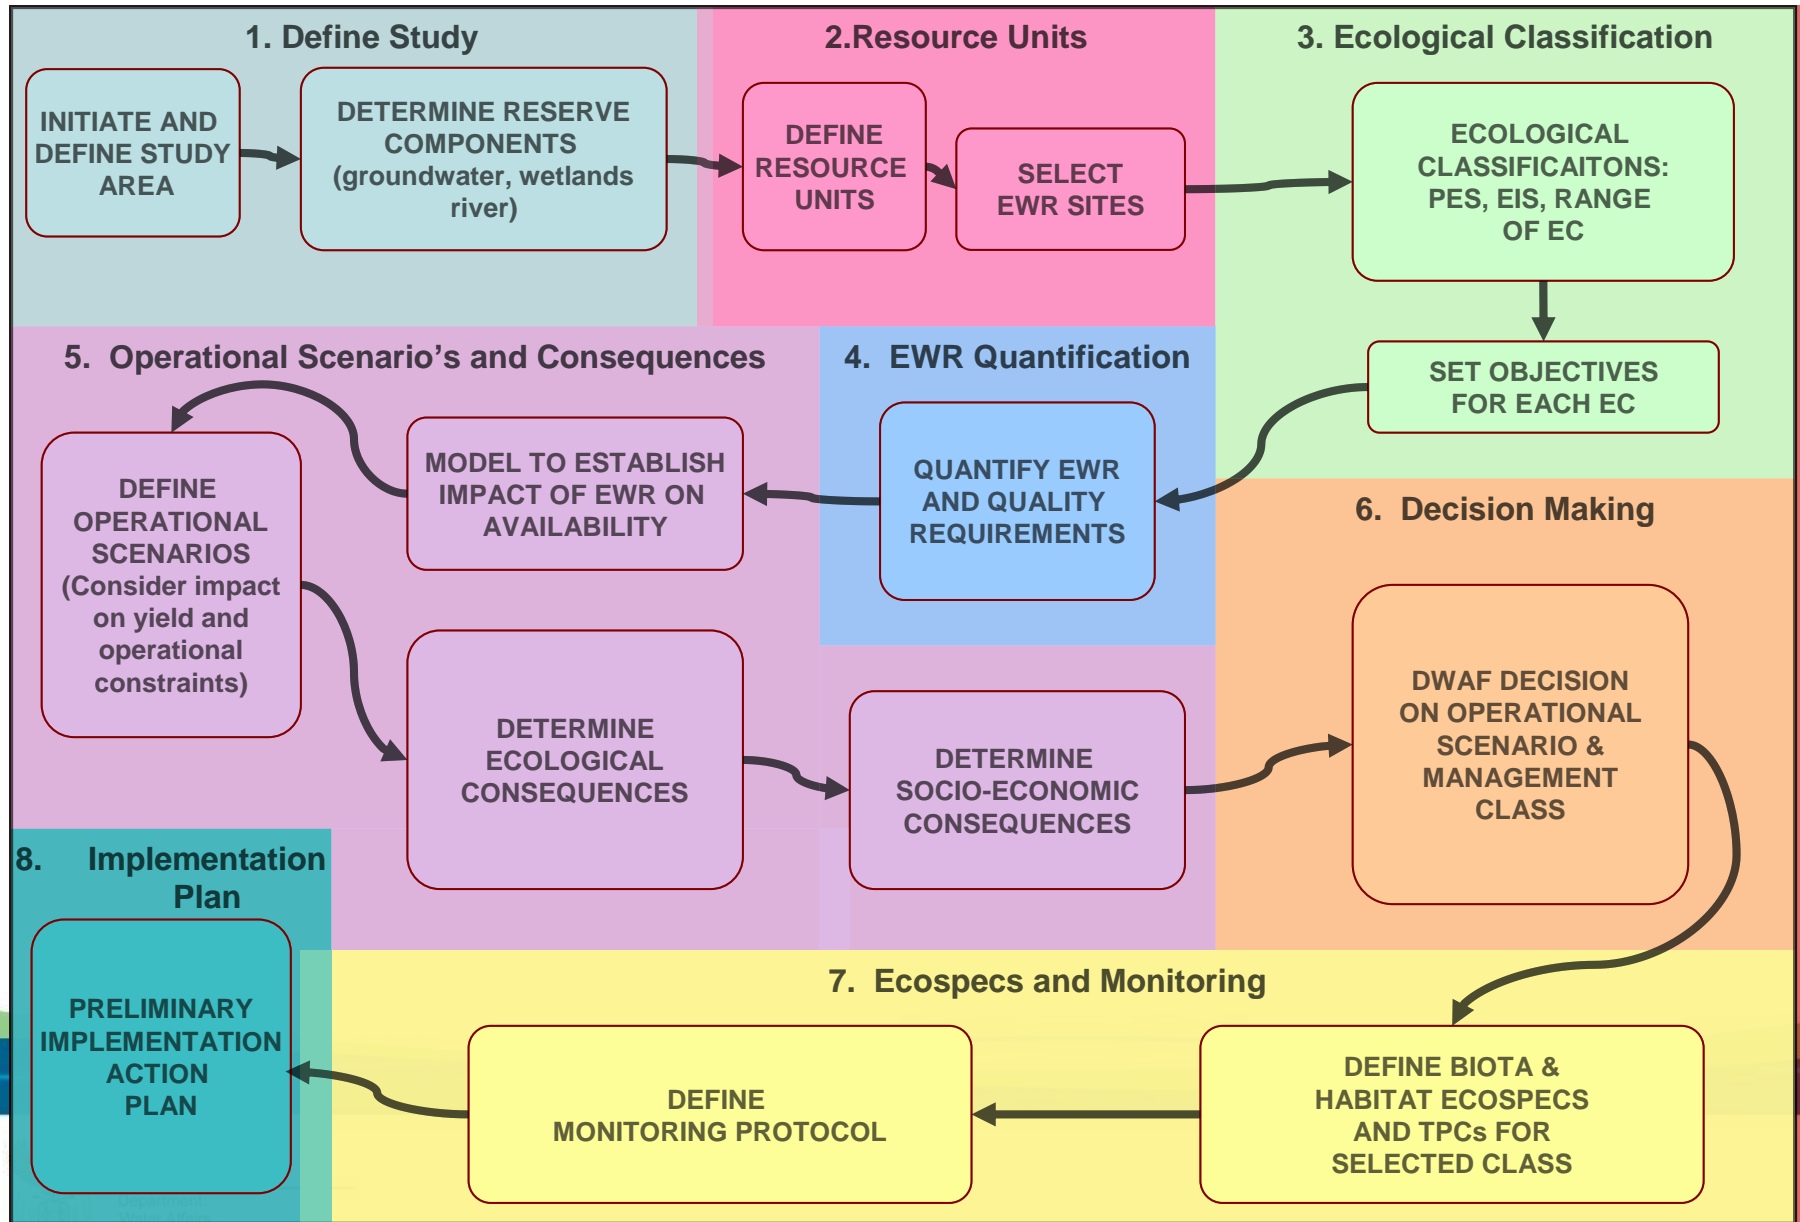 1. Define Study
INITIATE AND
DEFINE STUDY
AREA
DETERMINE RESERVE
COMPONENTS
(groundwater, wetlands
river)
2.Resource Units
DEFINE
RESOURCE
UNITS
SELECT
EWR SITES
3. Ecological Classification
ECOLOGICAL
CLASSIFICAITONS:
PES, EIS, RANGE
OF EC
SET OBJECTIVES
FOR EACH EC
4. EWR Quantification
QUANTIFY EWR
AND QUALITY
REQUIREMENTS
5. Operational Scenario’s and Consequences
MODEL TO ESTABLISH
IMPACT OF EWR ON
AVAILABILITY
DEFINE
OPERATIONAL
SCENARIOS
(Consider impact
on yield and
operational
constraints)
DETERMINE
ECOLOGICAL
CONSEQUENCES
DETERMINE
SOCIO-ECONOMIC
CONSEQUENCES
6. Decision Making
DWAF DECISION
ON OPERATIONAL
SCENARIO &
MANAGEMENT
CLASS
7. Ecospecs and Monitoring
DEFINE BIOTA &
HABITAT ECOSPECS
AND TPCs FOR
SELECTED CLASS
DEFINE
MONITORING PROTOCOL
8. Implementation
Plan
PRELIMINARY
IMPLEMENTATION
ACTION
PLAN